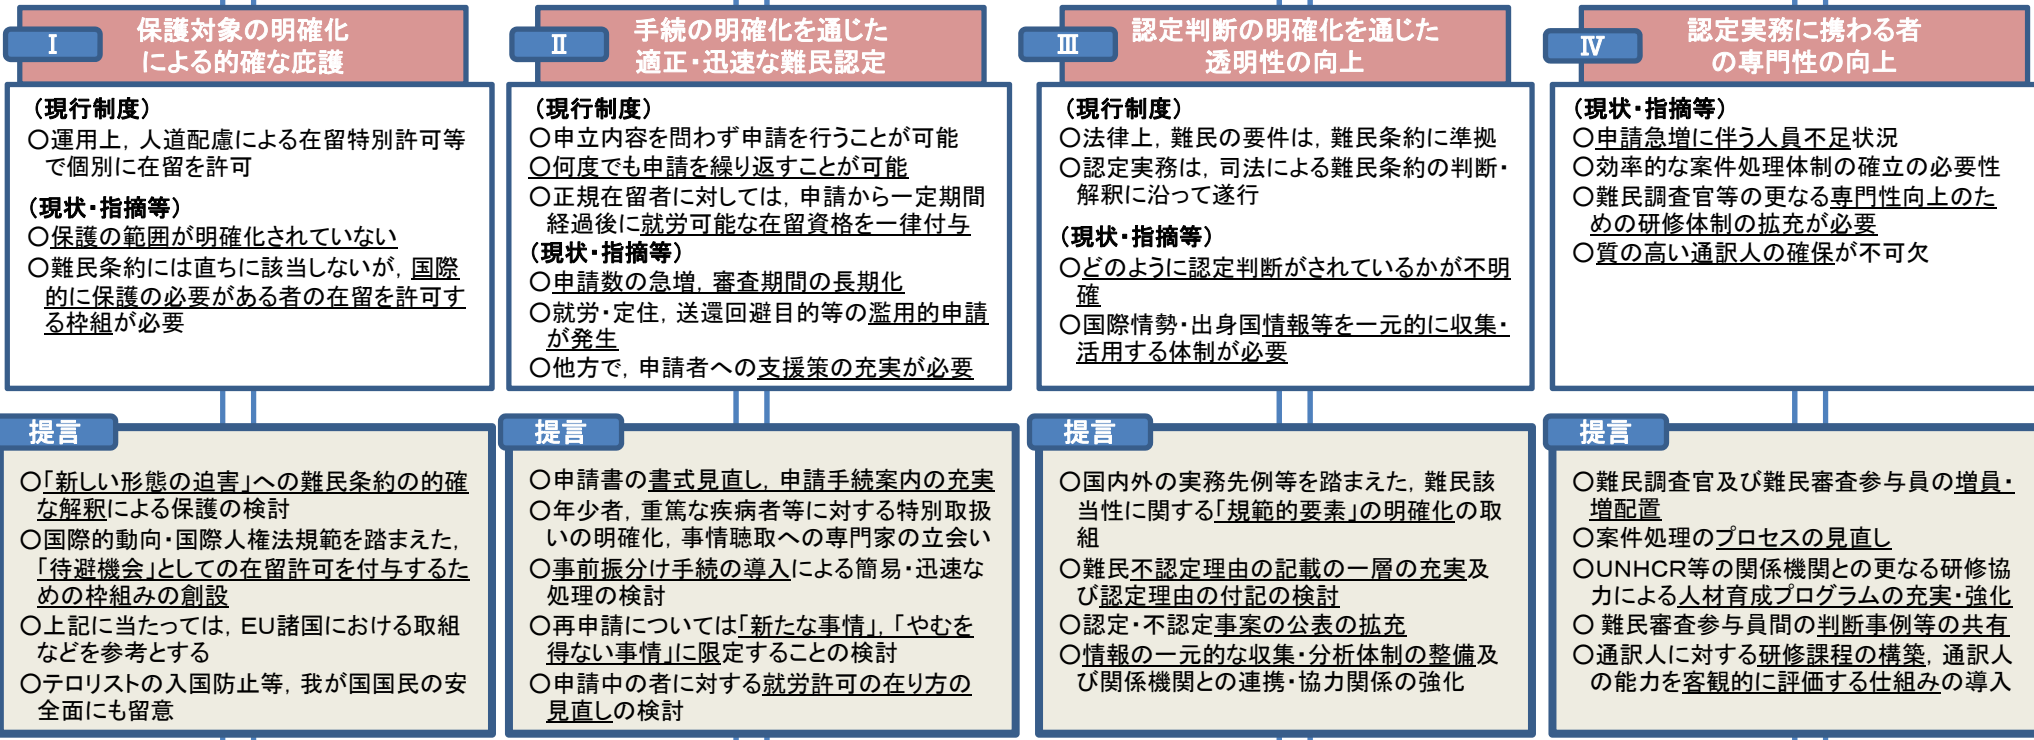 Ⅰ
保護対象の明確化
による的確な庇護
(現行制度)
○運用上，人道配慮による在留特別許可等
で個別に在留を許可
(現状・指摘等)
○保護の範囲が明確化されていない
○難民条約には直ちに該当しないが，国際
的に保護の必要がある者の在留を許可す
る枠組が必要
提言
○「新しい形態の迫害」への難民条約の的確
な解釈による保護の検討
○国際的動向・国際人権法規範を踏まえた，
「待避機会」としての在留許可を付与するた
めの枠組みの創設
○上記に当たっては，EU諸国における取組
などを参考とする
○テロリストの入国防止等，我が国国民の安
全面にも留意
Ⅱ
手続の明確化を通じた
適正・迅速な難民認定
(現行制度)
○申立内容を問わず申請を行うことが可能
○何度でも申請を繰り返すことが可能
○正規在留者に対しては，申請から一定期間
経過後に就労可能な在留資格を一律付与
(現状・指摘等)
○申請数の急増，審査期間の長期化
○就労・定住，送還回避目的等の濫用的申請
が発生
○他方で，申請者への支援策の充実が必要
提言
○申請書の書式見直し，申請手続案内の充実
○年少者，重篤な疾病者等に対する特別取扱
いの明確化，事情聴取への専門家の立会い
○事前振分け手続の導入による簡易・迅速な
処理の検討
○再申請については「新たな事情」，「やむを
得ない事情」に限定することの検討
○申請中の者に対する就労許可の在り方の
見直しの検討
Ⅲ
認定判断の明確化を通じた
透明性の向上
(現行制度)
○法律上，難民の要件は，難民条約に準拠
○認定実務は，司法による難民条約の判断・
解釈に沿って遂行
(現状・指摘等)
○どのように認定判断がされているかが不明
確
○国際情勢・出身国情報等を一元的に収集・
活用する体制が必要
提言
○国内外の実務先例等を踏まえた，難民該
当性に関する「規範的要素」の明確化の取
組
○難民不認定理由の記載の一層の充実及
び認定理由の付記の検討
○認定・不認定事案の公表の拡充
○情報の一元的な収集・分析体制の整備及
び関係機関との連携・協力関係の強化
Ⅳ
認定実務に携わる者
の専門性の向上
(現状・指摘等)
○申請急増に伴う人員不足状況
○効率的な案件処理体制の確立の必要性
○難民調査官等の更なる専門性向上のた
めの研修体制の拡充が必要
○質の高い通訳人の確保が不可欠
提言
○難民調査官及び難民審査参与員の増員・
増配置
○案件処理のプロセスの見直し
○UNHCR等の関係機関との更なる研修協
力による人材育成プログラムの充実・強化
○ 難民審査参与員間の判断事例等の共有
○通訳人に対する研修課程の構築，通訳人
の能力を客観的に評価する仕組みの導入